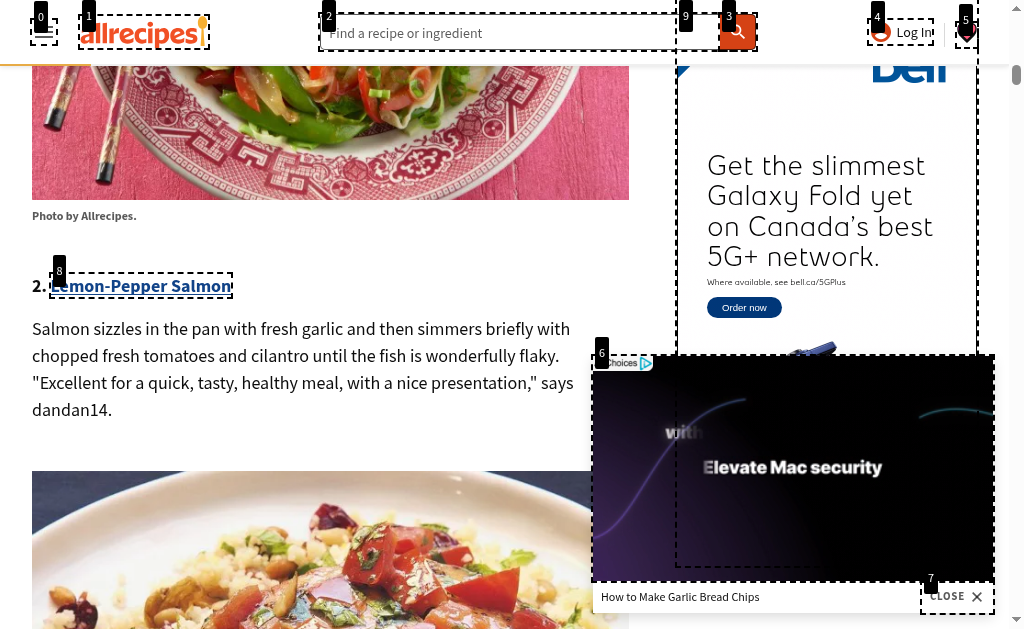 0
1
2
3
9
4
5
allrecipes
Find a recipe or ingredient
Log In
Bell
Get the slimmest
Galaxy Fold yet
on Canada's best
5G+ network.
Where available, see bell.ca/5GPlus
Order now
Photo by Allrecipes.
8
2. Lemon-Pepper Salmon
Salmon sizzles in the pan with fresh garlic and then simmers briefly with
chopped fresh tomatoes and cilantro until the fish is wonderfully flaky.
"Excellent for a quick, tasty, healthy meal, with a nice presentation," says
dandan14.
6
Choices
with
Elevate Mac security
7
How to Make Garlic Bread Chips
CLOSE